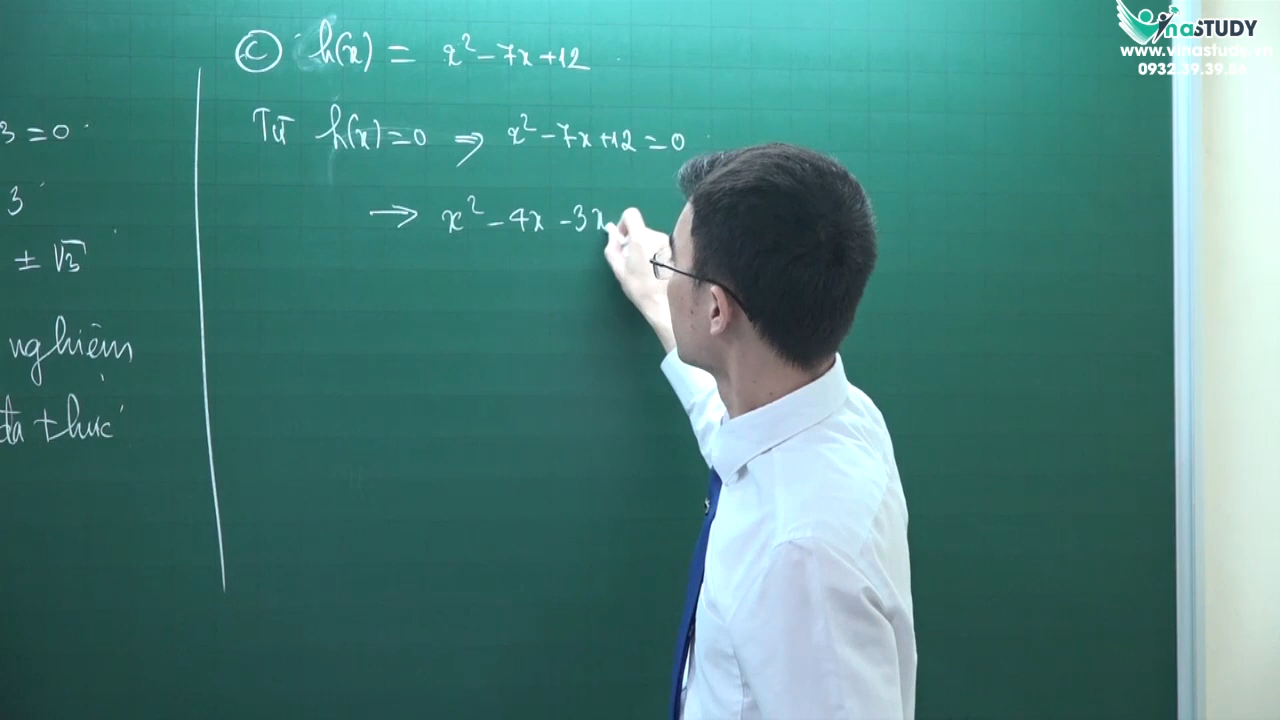 3 = 0
3
± √3
nghiệm
đa thức
c) h(x) = x² - 7x + 12
Từ h(x) = 0 ⇒ x² - 7x + 12 = 0
→ x² - 4x - 3x
VinaSTUDY
www.vinastudy.vn
0932.39.39.56